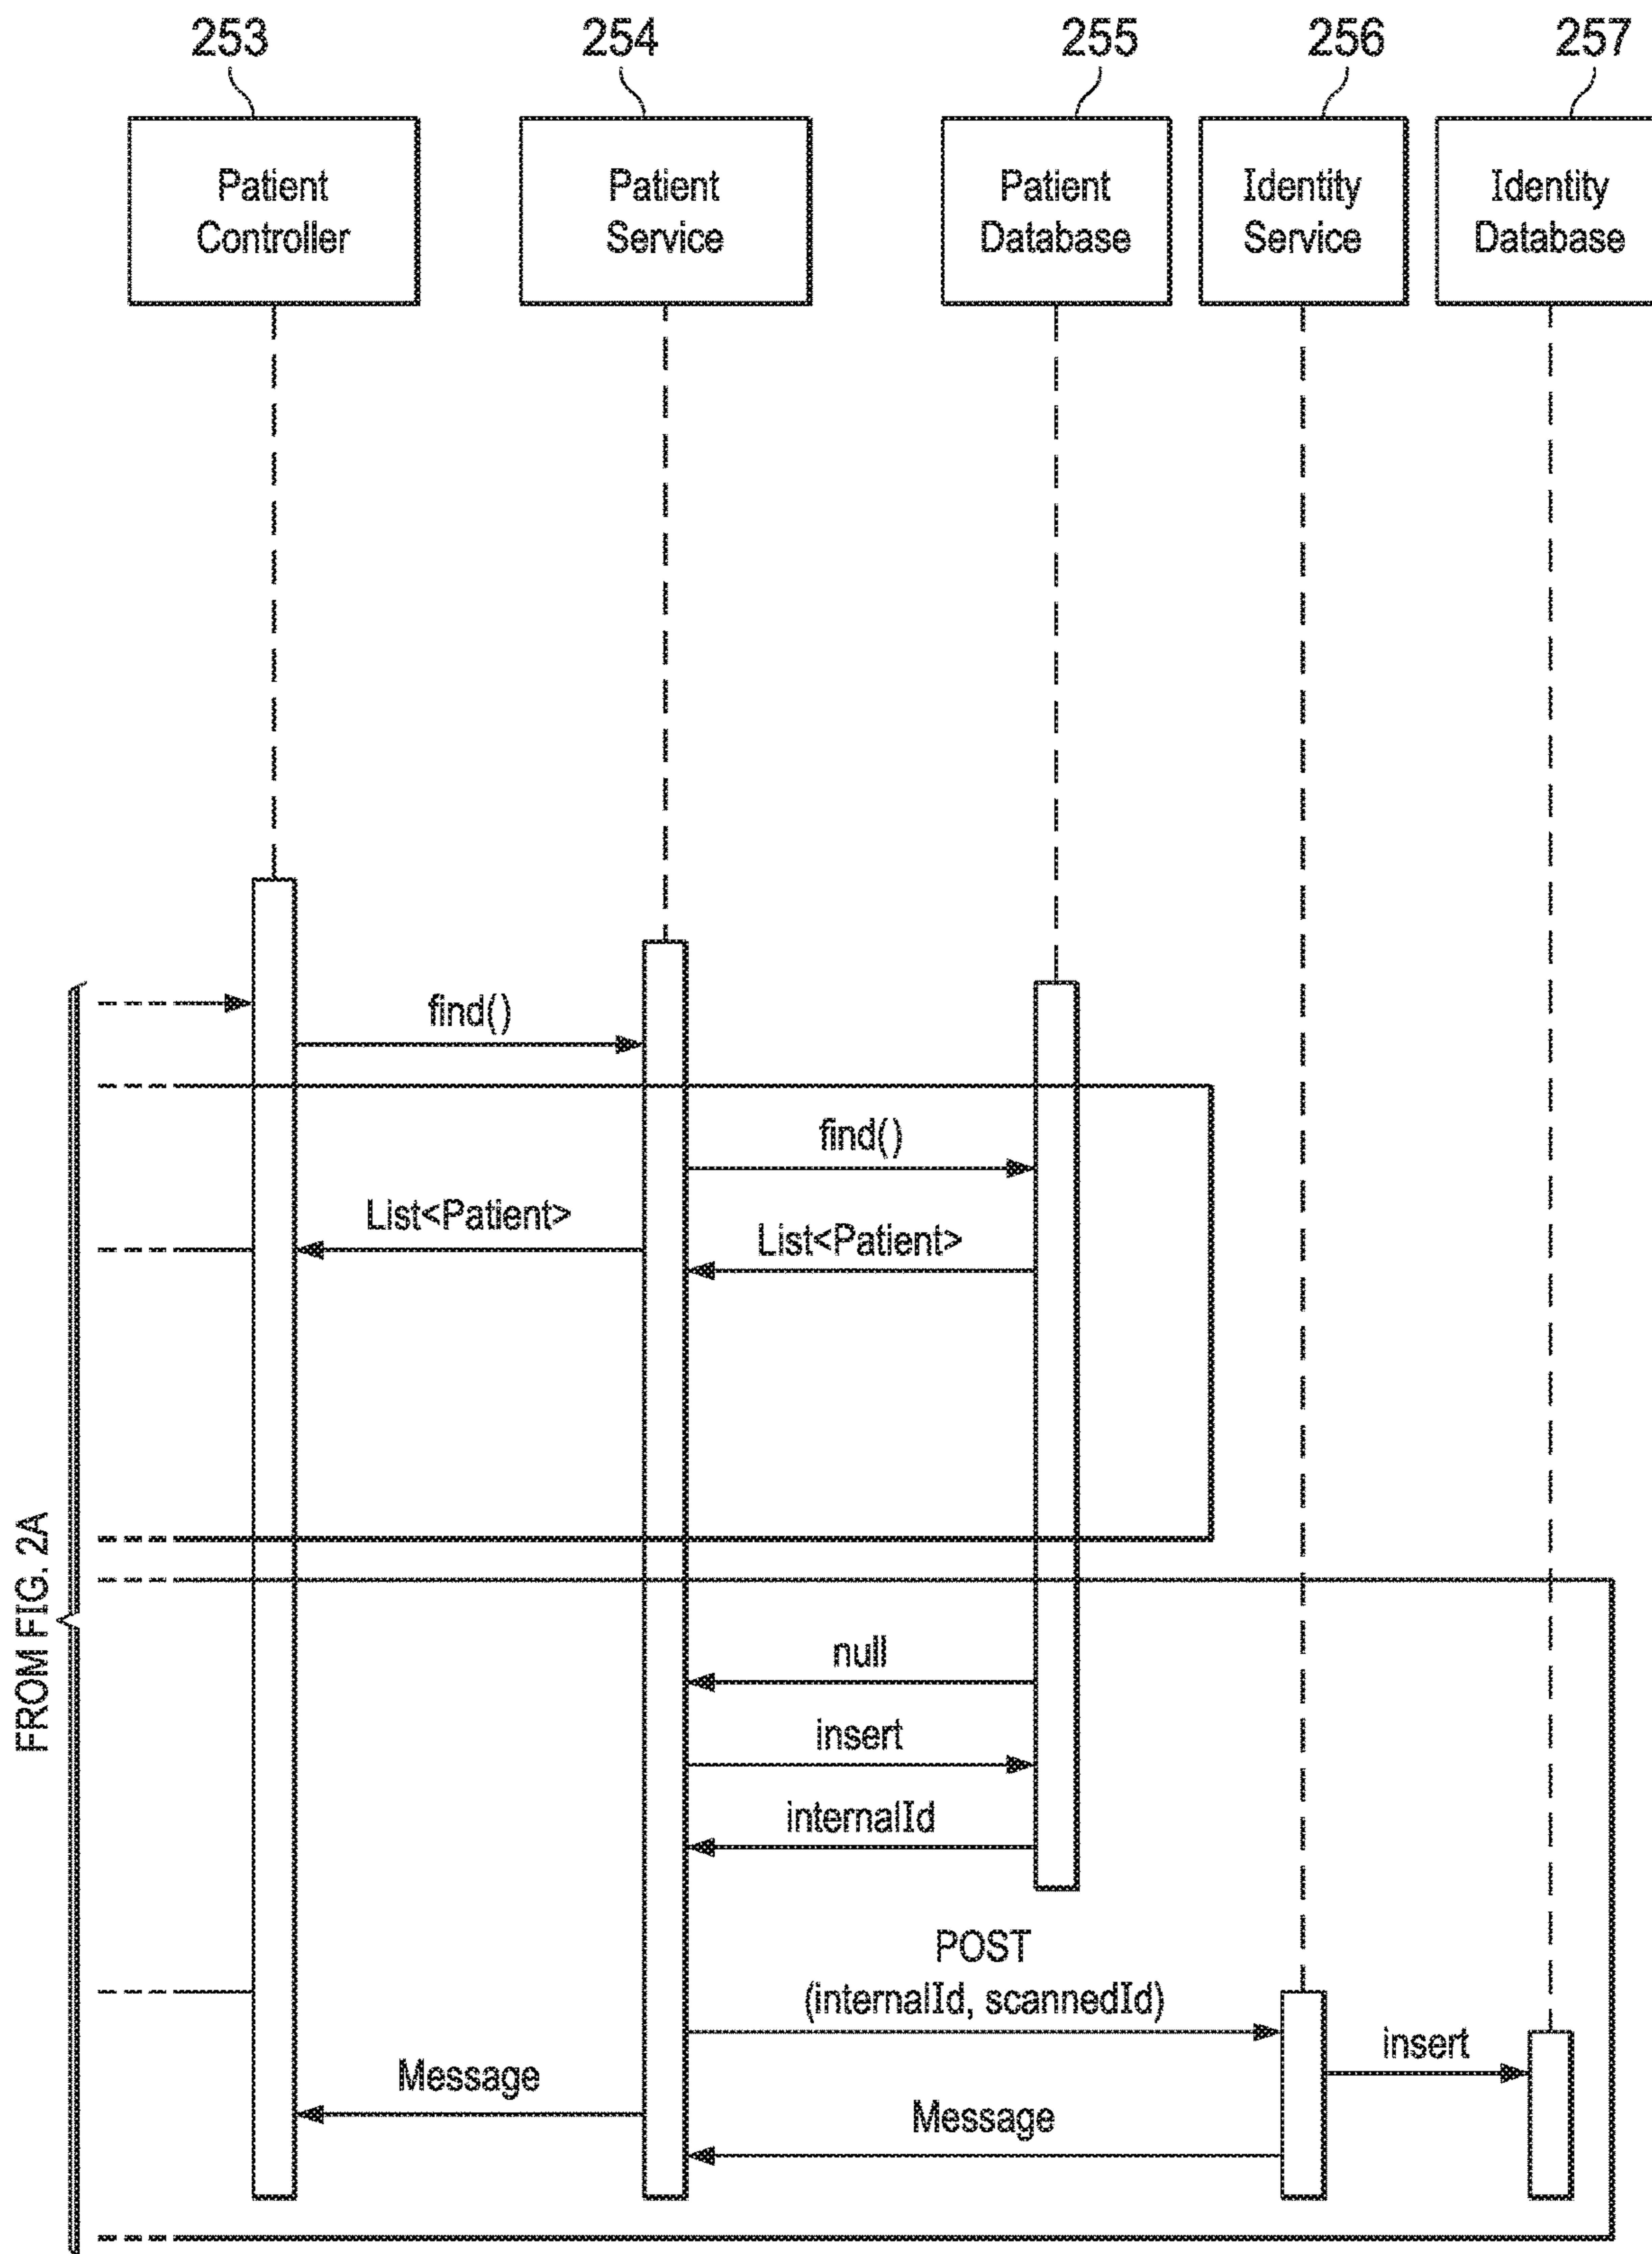 253
254
255
256
257
Patient
Controller
Patient
Service
Patient
Database
Identity
Service
Identity
Database
find()
find()
List<Patient>
List<Patient>
FROM FIG. 2A
null
insert
internalId
POST
(internalId, scannedId)
insert
Message
Message